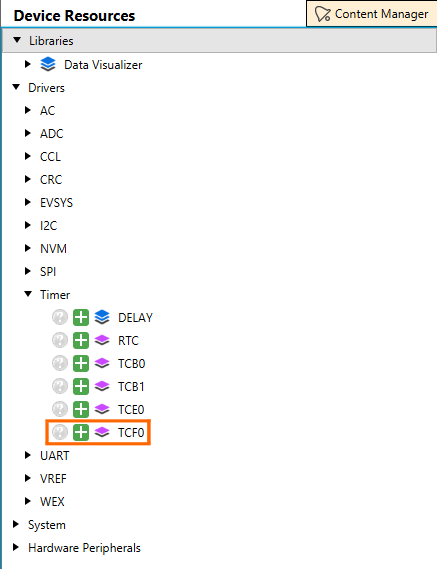 Device Resources
Content Manager
Libraries
Data Visualizer
Drivers
AC
ADC
CCL
CRC
EVSYS
I2C
NVM
SPI
Timer
? + DELAY
? + RTC
? + TCB0
? + TCB1
? + TCE0
? + TCF0
UART
VREF
WEX
System
Hardware Peripherals